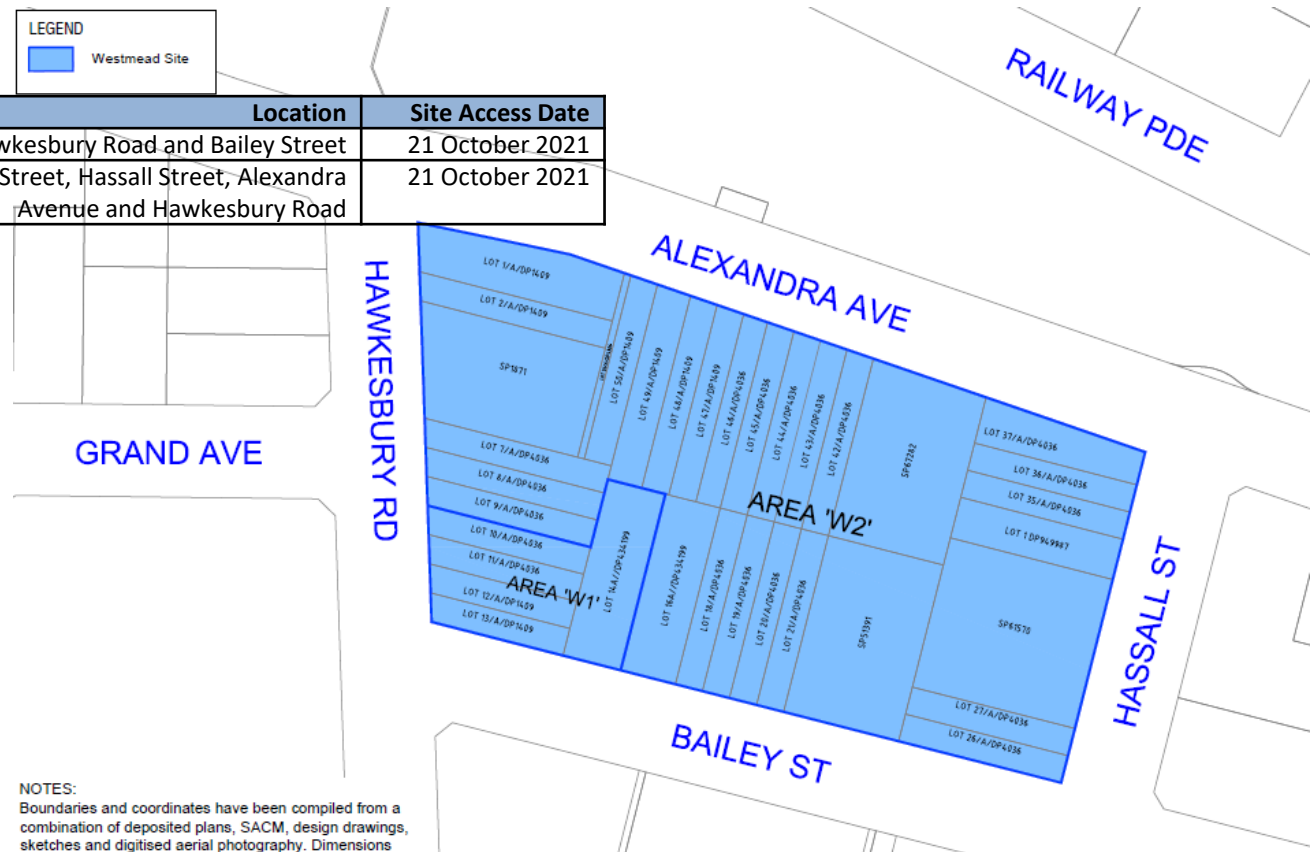 LEGEND
Westmead Site
Location Site Access Date
wkesbury Road and Bailey Street 21 October 2021
Street, Hassall Street, Alexandra 21 October 2021
Avenue and Hawkesbury Road
RAILWAY PDE
ALEXANDRA AVE
HAWKESBURY RD
GRAND AVE
HASSALL ST
BAILEY ST
AREA 'W2'
AREA 'W1'
LOT 1/A/DP1409
LOT 2/A/DP1409
SP1871
LOT 7/A/DP4036
LOT 8/A/DP4036
LOT 9/A/DP4036
LOT 10/A/DP4036
LOT 11/A/DP4036
LOT 12/A/DP1409
LOT 13/A/DP1409
LOT 14A//DP434199
LOT 16A//DP434199
LOT 18/A/DP4036
LOT 19/A/DP4036
LOT 20/A/DP4036
LOT 21/A/DP4036
SP51391
LOT 50/A/DP1409
LOT 49/A/DP1409
LOT 48/A/DP1409
LOT 47/A/DP1409
LOT 46/A/DP4036
LOT 45/A/DP4036
LOT 44/A/DP4036
LOT 43/A/DP4036
LOT 42/A/DP4036
SP67282
LOT 37/A/DP4036
LOT 36/A/DP4036
LOT 35/A/DP4036
LOT 1 DP949987
SP61570
LOT 27/A/DP4036
LOT 26/A/DP4036
NOTES:
Boundaries and coordinates have been compiled from a
combination of deposited plans, SACM, design drawings,
sketches and digitised aerial photography. Dimensions